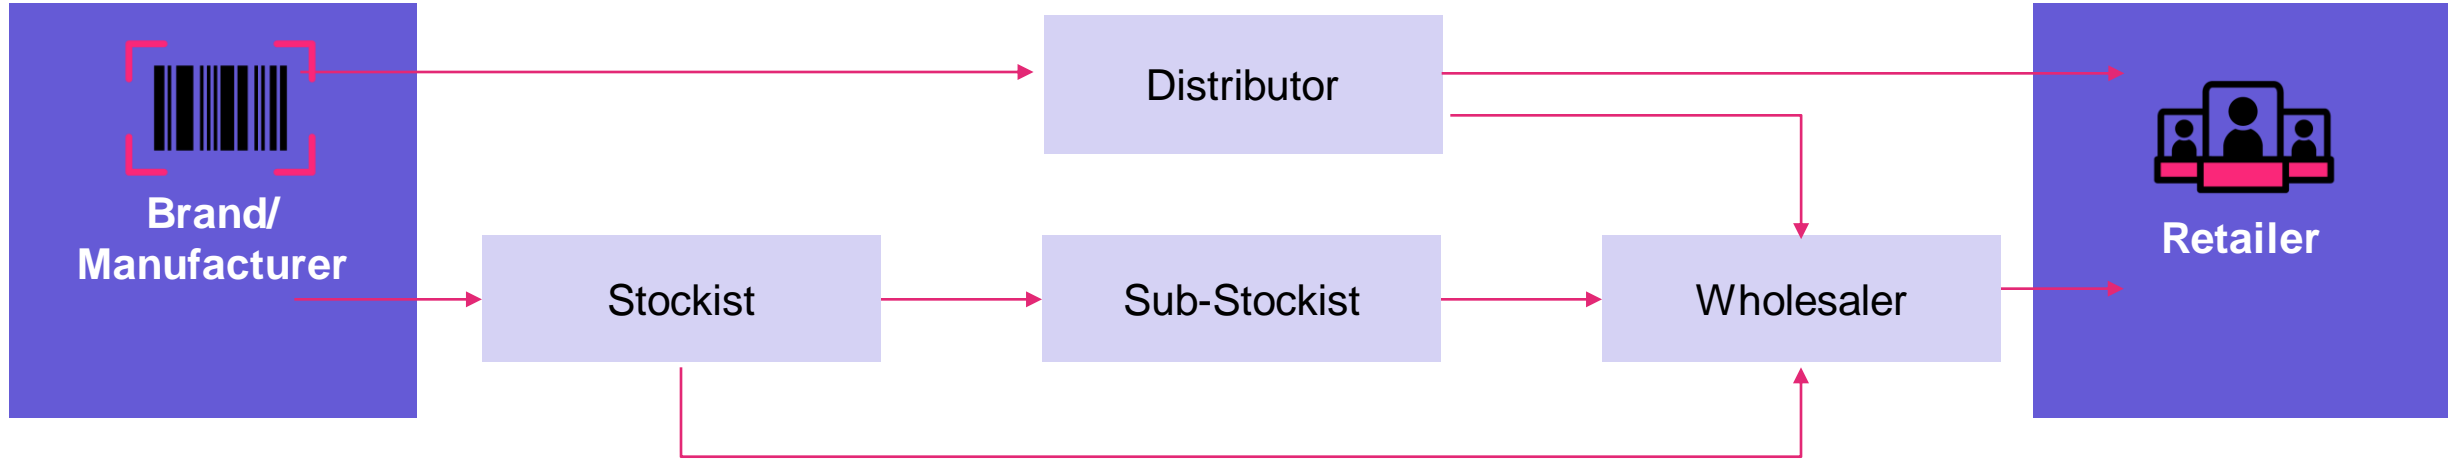 Distributor
Brand/
Manufacturer
Stockist
Sub-Stockist
Wholesaler
Retailer